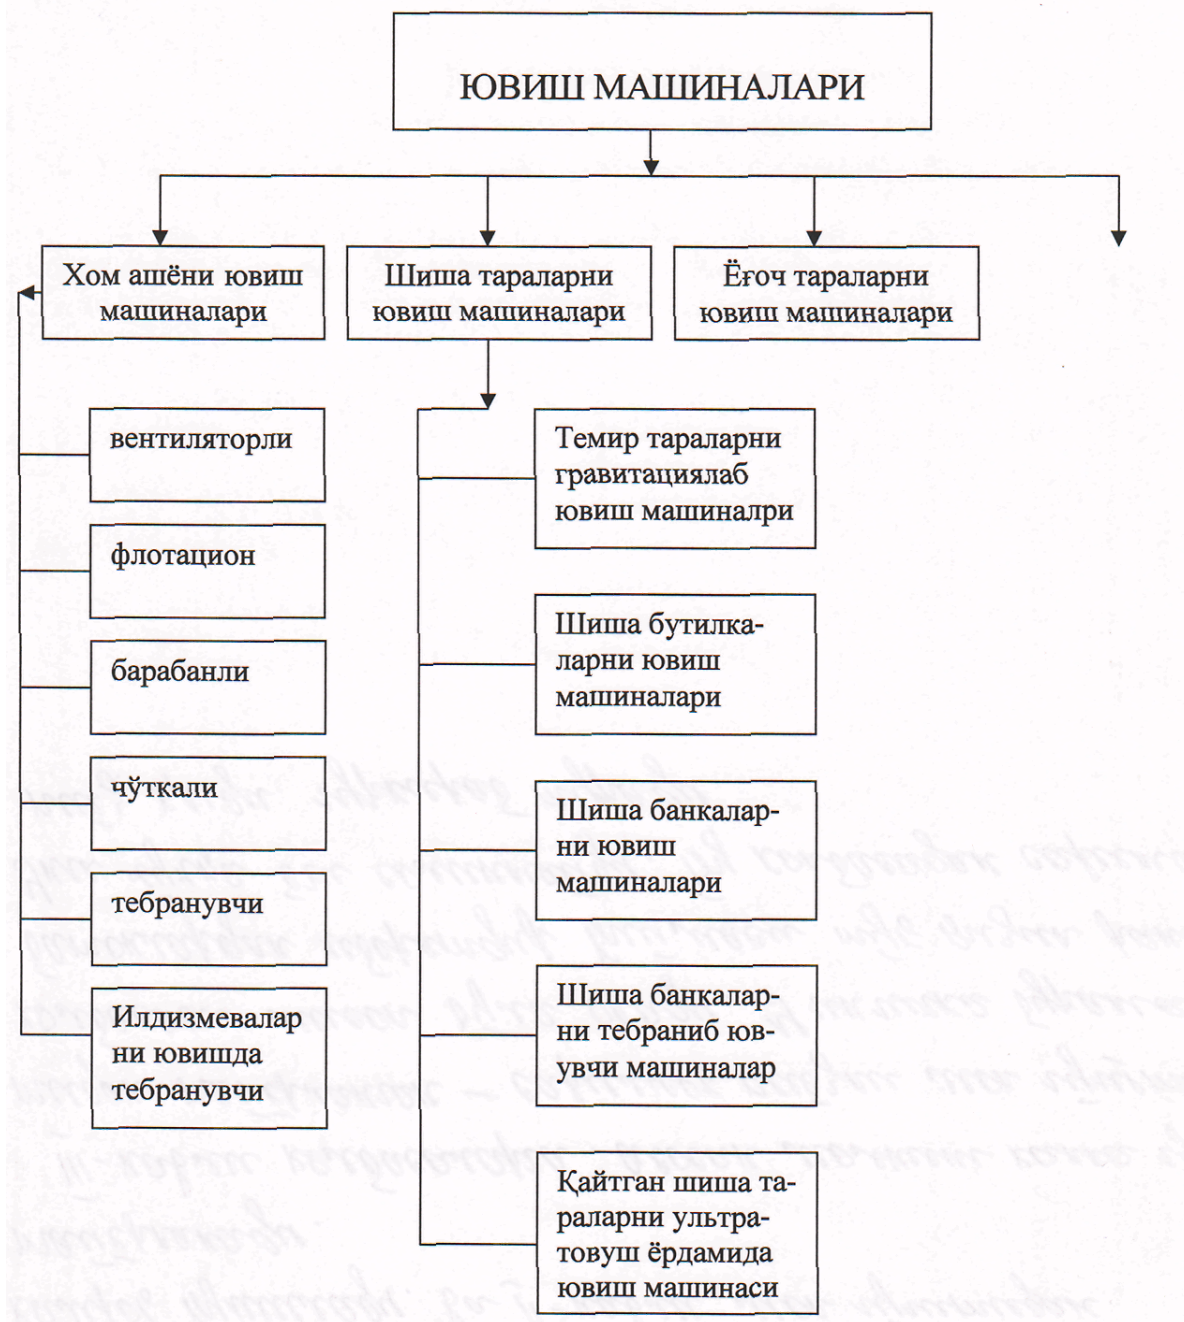 ЮВИШ МАШИНАЛАРИ
Хом ашёни ювиш
машиналари
Шиша тараларни
ювиш машиналари
Ёғоч тараларни
ювиш машиналари
вентиляторли
флотацион
барабанли
чўткали
тебранувчи
Илдизмевалар
ни ювишда
тебранувчи
Темир тараларни
гравитациялаб
ювиш машиналри
Шиша бутилка-
ларни ювиш
машиналари
Шиша банкалар-
ни ювиш
машиналари
Шиша банкалар-
ни тебраниб юв-
увчи машиналар
Қайтган шиша та-
раларни ультра-
товуш ёрдамида
ювиш машинаси